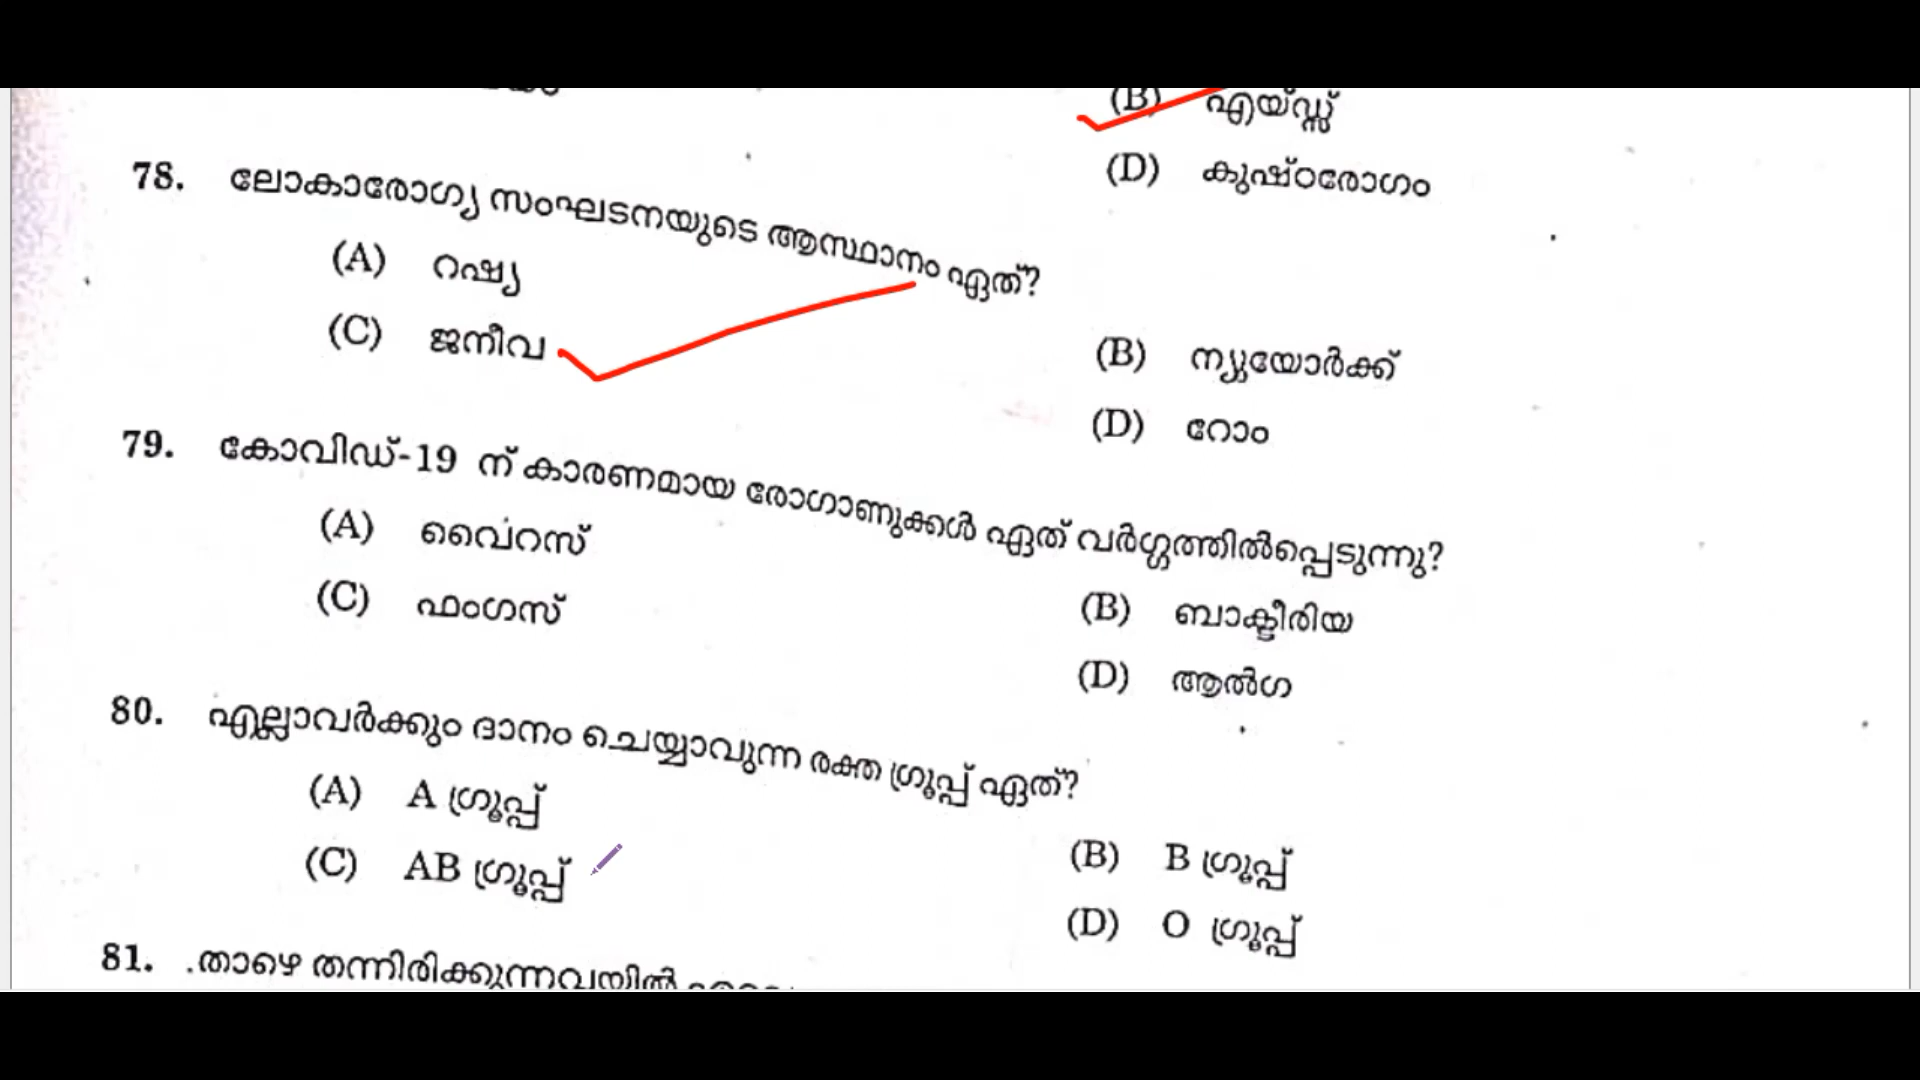 (B) എയ്ഡ്സ്
(D) കുഷ്ഠരോഗം
78. ലോകാരോഗ്യ സംഘടനയുടെ ആസ്ഥാനം ഏത്?
(A) റഷ്യ
(B) ന്യൂയോർക്ക്
(C) ജനീവ
(D) റോം
79. കോവിഡ്-19 ന് കാരണമായ രോഗാണുക്കൾ ഏത് വർഗ്ഗത്തിൽപ്പെടുന്നു?
(A) വൈറസ്
(B) ബാക്ടീരിയ
(C) ഫംഗസ്
(D) ആൽഗ
80. എല്ലാവർക്കും ദാനം ചെയ്യാവുന്ന രക്ത ഗ്രൂപ്പ് ഏത്?
(A) A ഗ്രൂപ്പ്
(B) B ഗ്രൂപ്പ്
(C) AB ഗ്രൂപ്പ്
(D) O ഗ്രൂപ്പ്
81. താഴെ തന്നിരിക്കുന്നവയിൽ